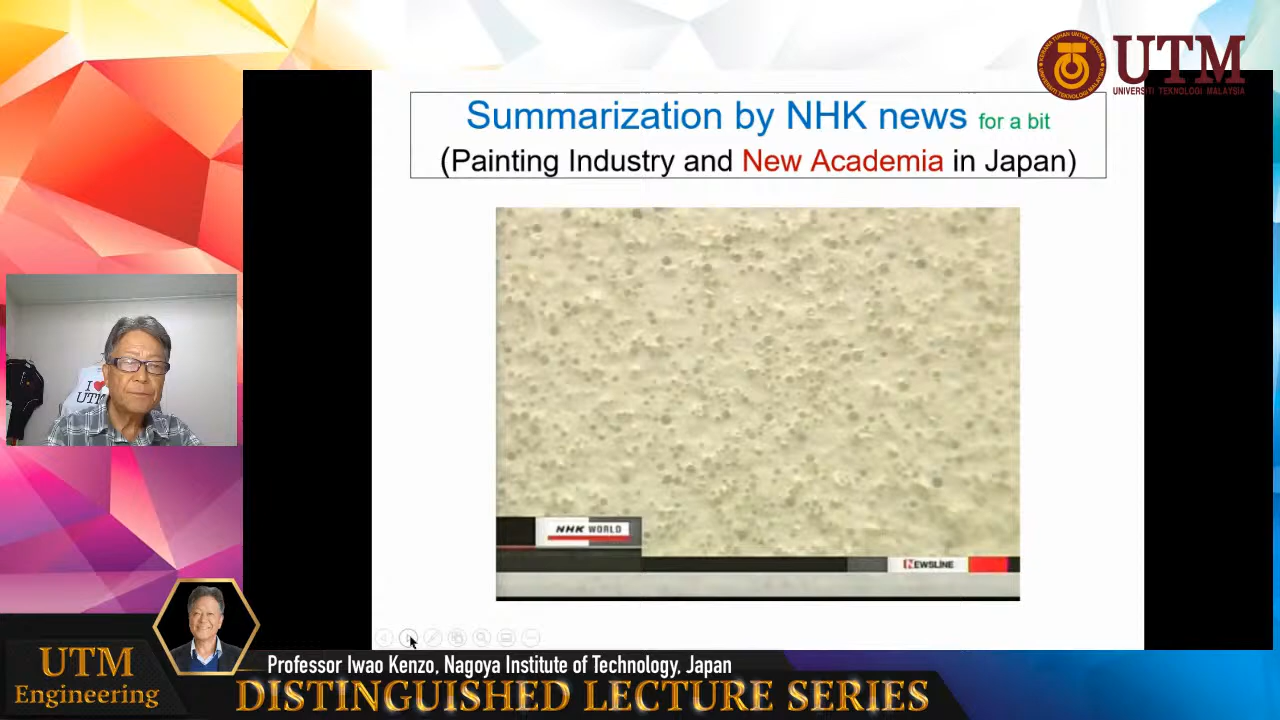 UTM
UNIVERSITI TEKNOLOGI MALAYSIA
Summarization by NHK news for a bit
(Painting Industry and New Academia in Japan)
I
UTM
NHK WORLD
NEWSLINE
UTM
Engineering
Professor Iwao Kenzo, Nagoya Institute of Technology, Japan
DISTINGUISHED LECTURE SERIES